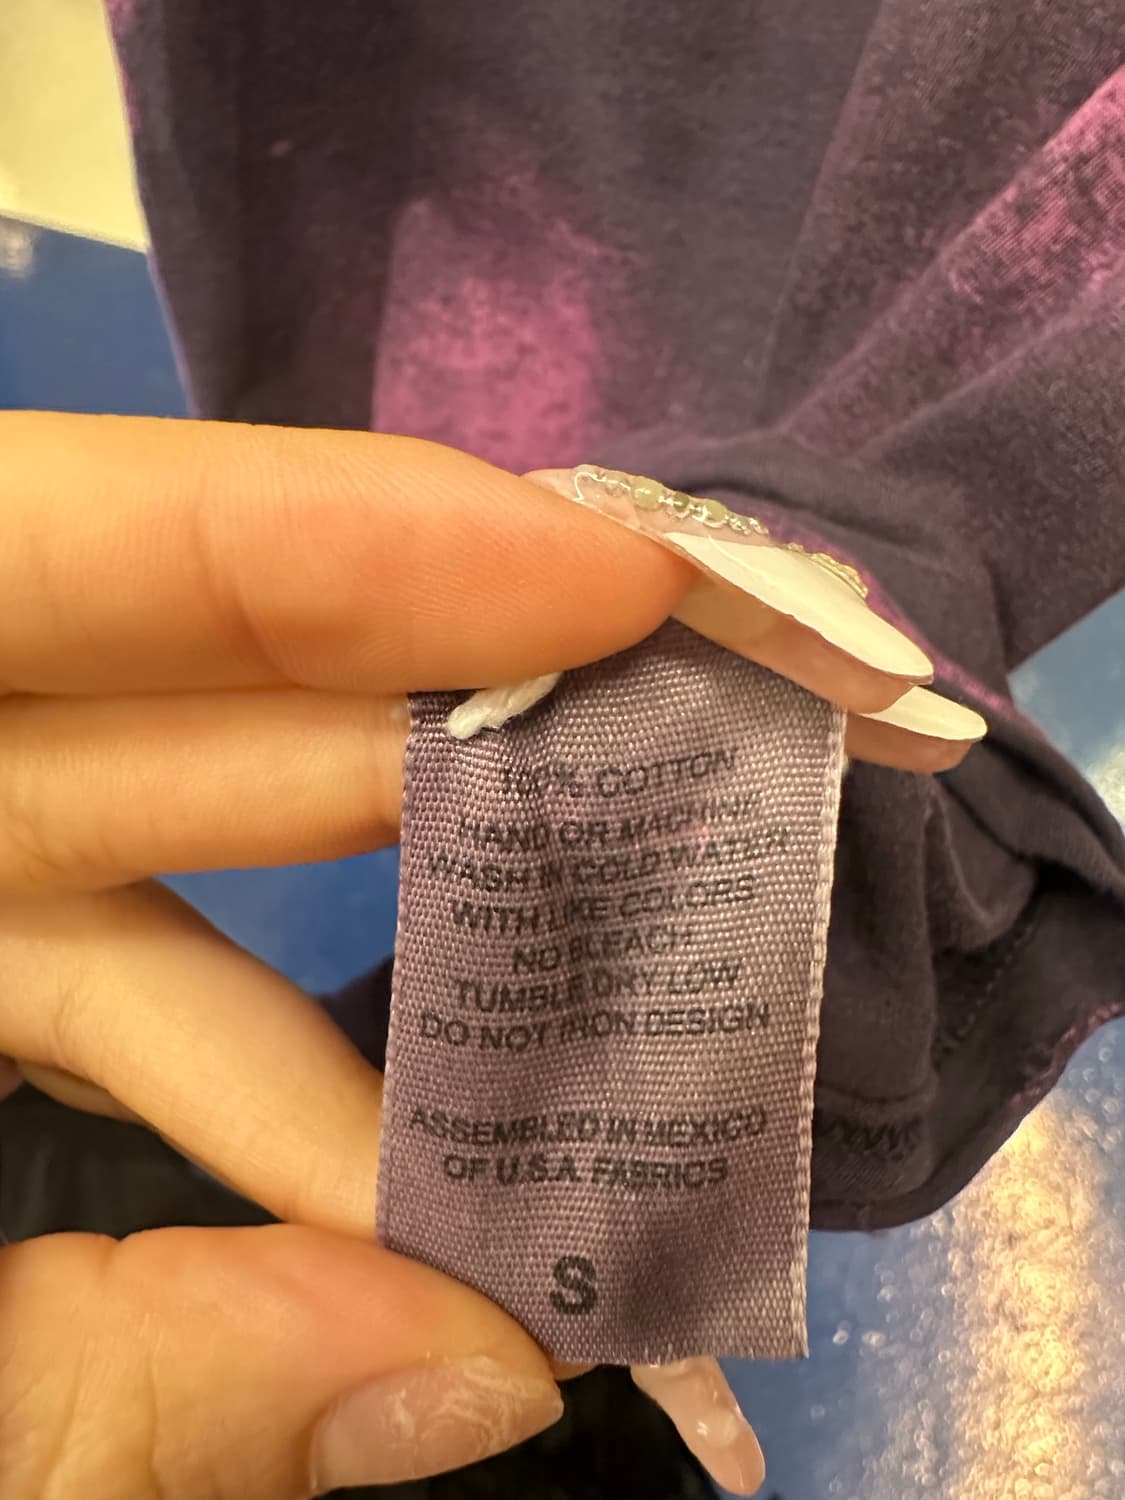 100% COTTON
HAND OR MACHINE
WASH IN COLD WATER
WITH LIKE COLORS
NO BLEACH
TUMBLE DRY LOW
DO NOT IRON DESIGN
ASSEMBLED IN MEXICO
OF U.S.A FABRICS
S